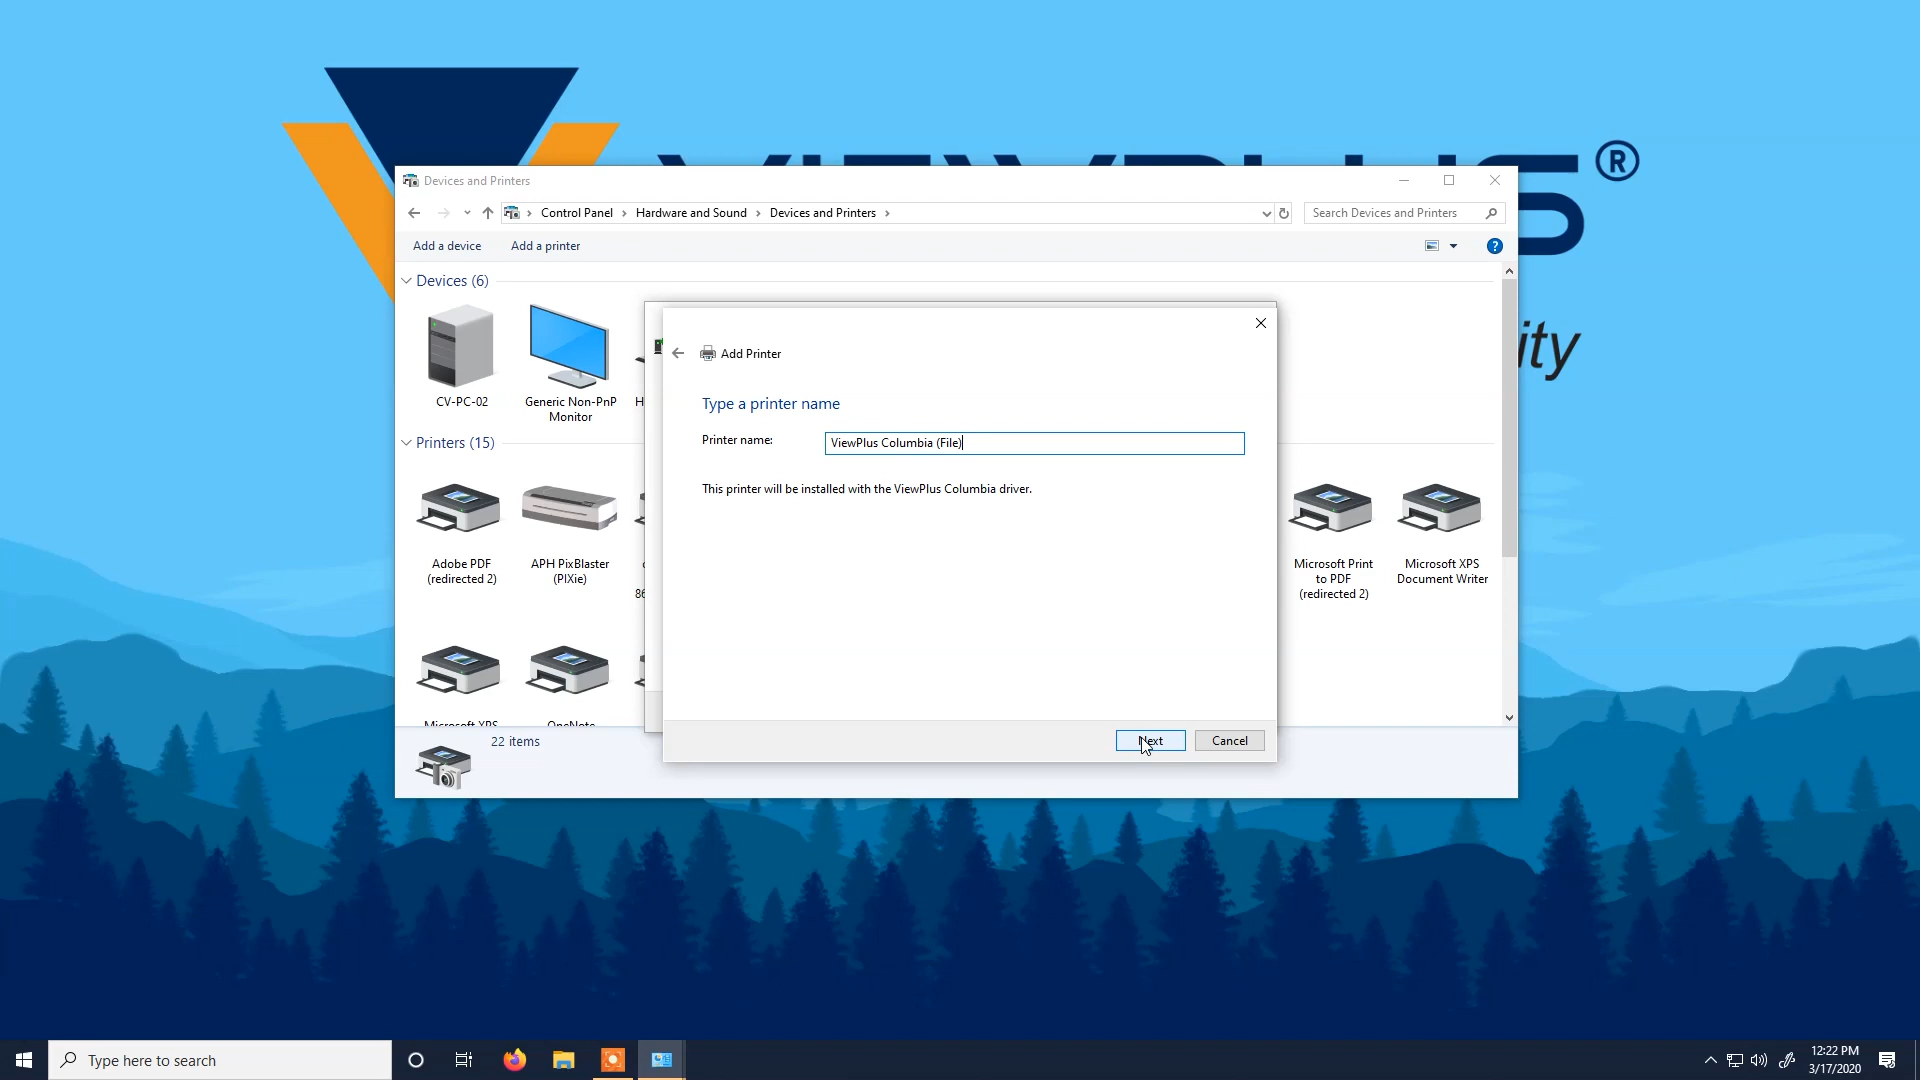 ®
ity
Devices and Printers
Control Panel
Hardware and Sound
Devices and Printers
Search Devices and Printers
Add a device
Add a printer
?
Devices (6)
CV-PC-02
Generic Non-PnP
Monitor
H
Add Printer
Type a printer name
Printer name:
ViewPlus Columbia (File)
This printer will be installed with the ViewPlus Columbia driver.
Next
Cancel
Printers (15)
Adobe PDF
(redirected 2)
APH PixBlaster
(PIXie)
86
Microsoft Print
to PDF
(redirected 2)
Microsoft XPS
Document Writer
Microsoft XPS
OneNote
22 items
Type here to search
12:22 PM
3/17/2020